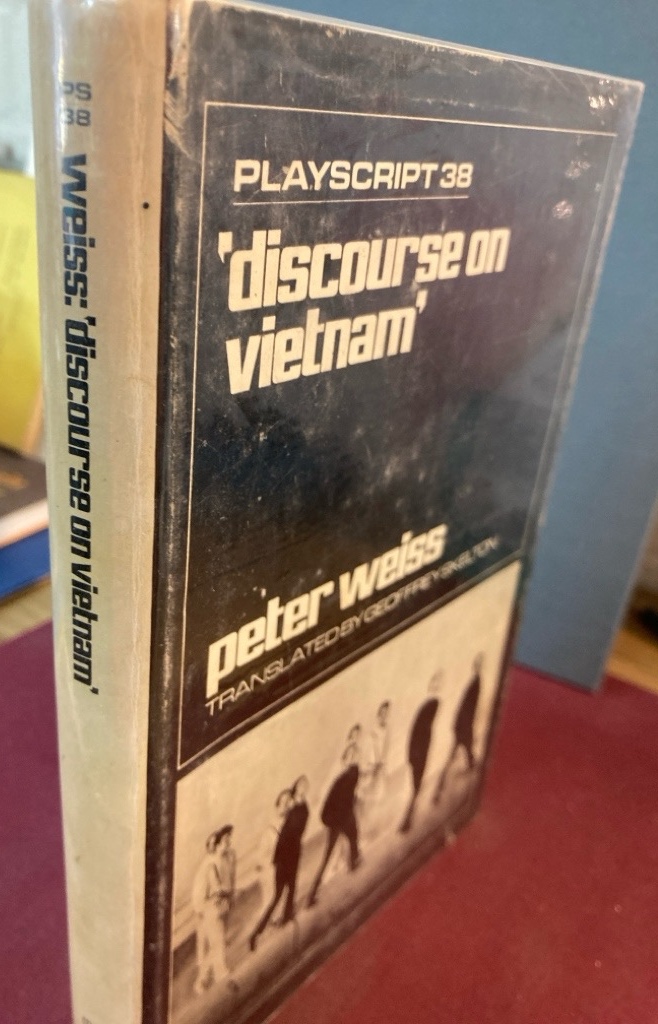 PS
38
weiss: 'discourse on vietnam'
PLAYSCRIPT 38
'discourse on
vietnam'
peter weiss
TRANSLATED BY GEOFFREY SKELTON